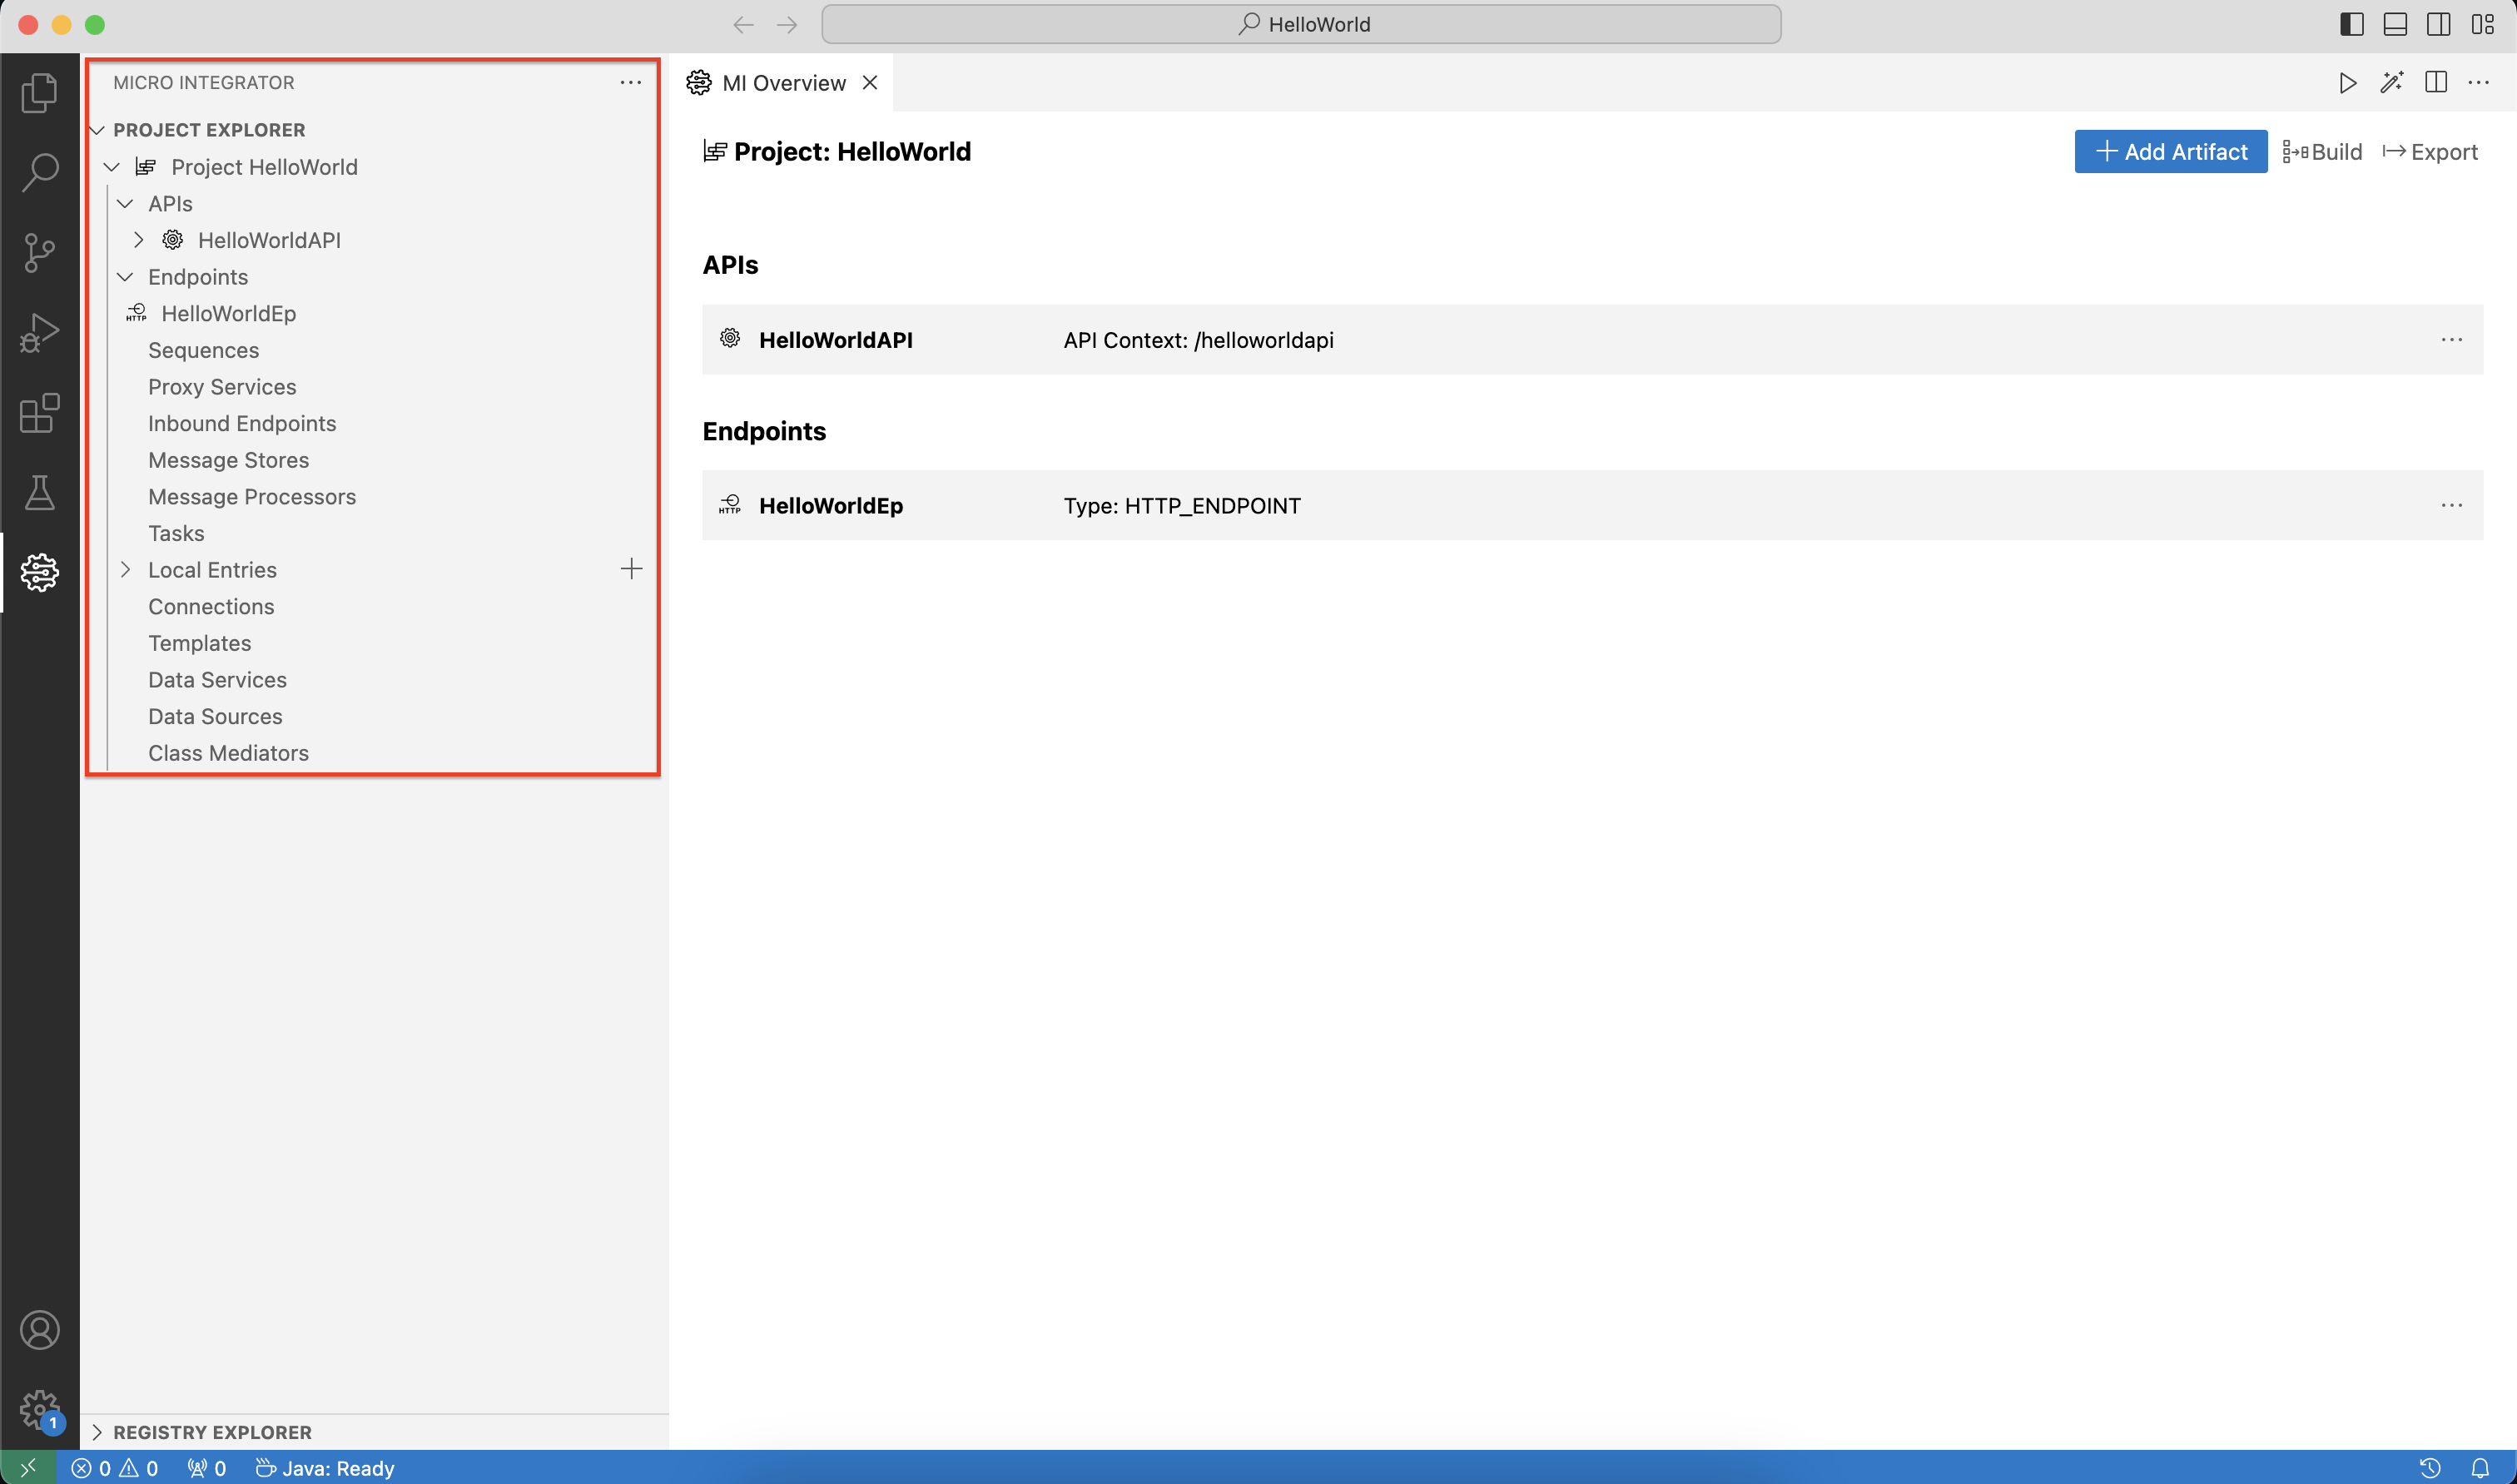 HelloWorld
MICRO INTEGRATOR
PROJECT EXPLORER
Project HelloWorld
APIs
HelloWorldAPI
Endpoints
HTTP HelloWorldEp
Sequences
Proxy Services
Inbound Endpoints
Message Stores
Message Processors
Tasks
Local Entries
Connections
Templates
Data Services
Data Sources
Class Mediators
REGISTRY EXPLORER
MI Overview
Project: HelloWorld
Add Artifact Build Export
APIs
HelloWorldAPI API Context: /helloworldapi
Endpoints
HTTP HelloWorldEp Type: HTTP_ENDPOINT
1
0 0 0 Java: Ready